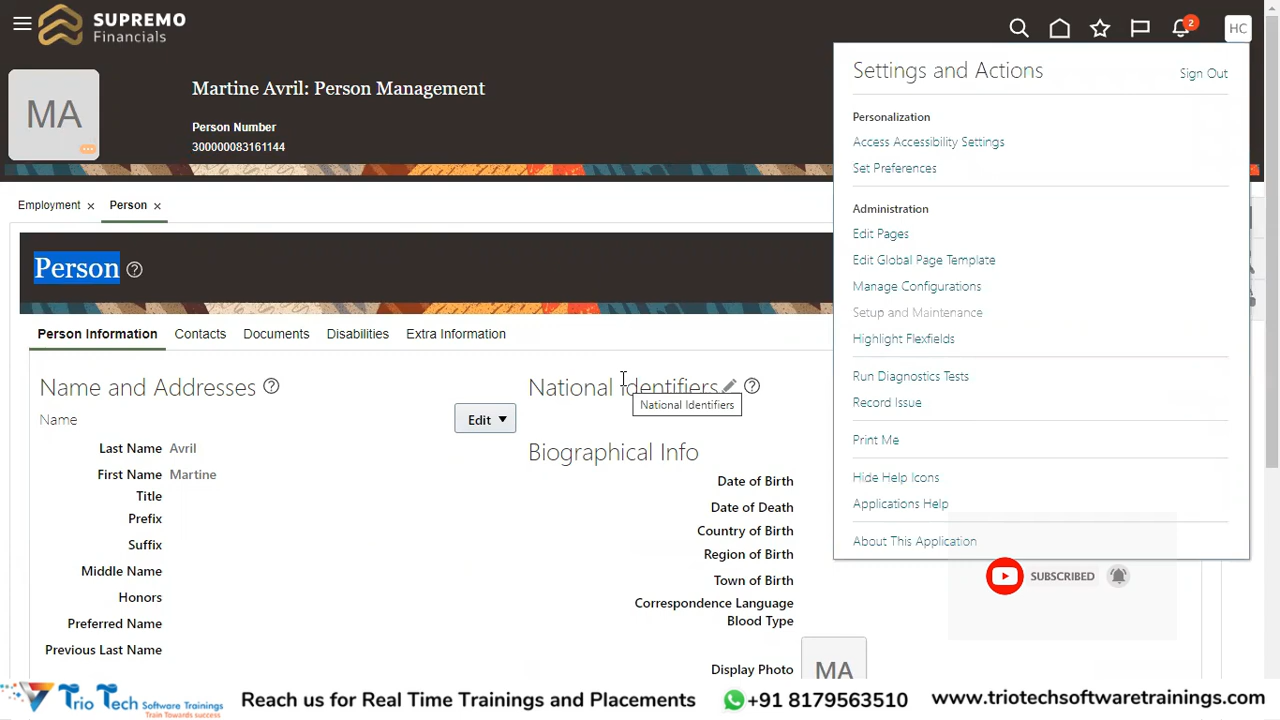 SUPREMO
Financials
2
HC
MA
Martine Avril: Person Management
Person Number
300000083161144
Settings and Actions
Sign Out
Personalization
Access Accessibility Settings
Set Preferences
Administration
Edit Pages
Edit Global Page Template
Manage Configurations
Setup and Maintenance
Highlight Flexfields
Run Diagnostics Tests
Record Issue
Print Me
Hide Help Icons
Applications Help
About This Application
Employment
Person
Person
Person Information
Contacts
Documents
Disabilities
Extra Information
Name and Addresses
Name
Edit
Last Name Avril
First Name Martine
Title
Prefix
Suffix
Middle Name
Honors
Preferred Name
Previous Last Name
National Identifiers
National Identifiers
Biographical Info
Date of Birth
Date of Death
Country of Birth
Region of Birth
Town of Birth
Correspondence Language
Blood Type
Display Photo
MA
SUBSCRIBED
Trio Tech Software Trainings
Train Towards success
Reach us for Real Time Trainings and Placements
+91 8179563510
www.triotechsoftwaretrainings.com